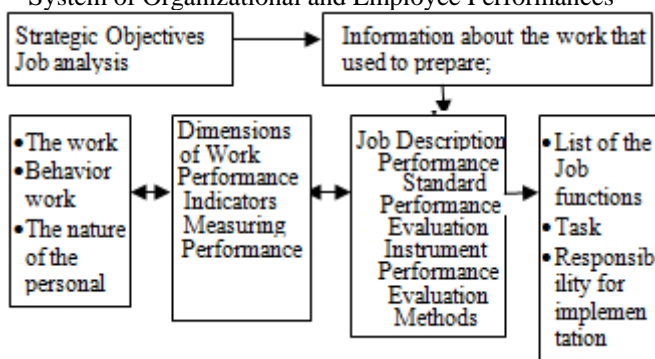 System of Organizational and Employee Performances
Strategic Objectives
Job analysis
Information about the work that
used to prepare;
•The work
•Behavior
work
•The nature
of the
personal
Dimensions
of Work
Performance
Indicators
Measuring
Performance
Job Description
Performance
Standard
Performance
Evaluation
Instrument
Performance
Evaluation
Methods
•List of the
Job
functions
•Task
•Responsib
ility for
implemen
tation